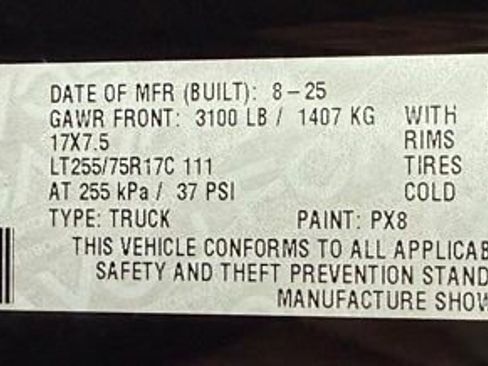 DATE OF MFR (BUILT): 8-25
GAWR FRONT: 3100 LB / 1407 KG WITH
17X7.5 RIMS
LT255/75R17C 111 TIRES
AT 255 kPa / 37 PSI COLD
TYPE: TRUCK PAINT: PX8
THIS VEHICLE CONFORMS TO ALL APPLICAB
SAFETY AND THEFT PREVENTION STAND
MANUFACTURE SHOW